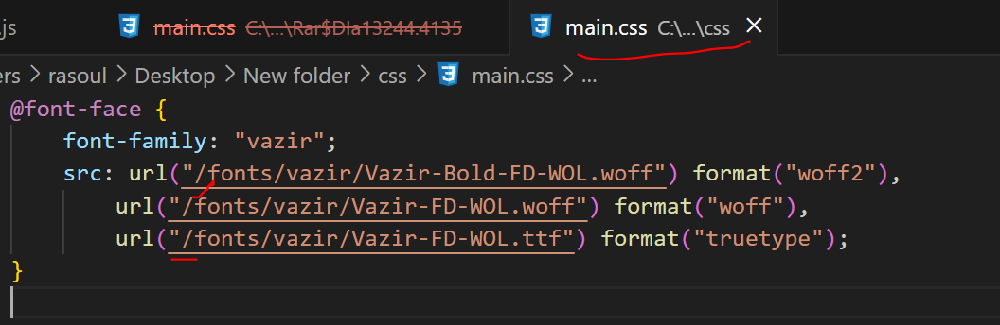 .js
main.css C:\...\Rar$DIa13244.4135
main.css C:\...\css
ers > rasoul > Desktop > New folder > css > main.css > ...
@font-face {
    font-family: "vazir";
    src: url("/fonts/vazir/Vazir-Bold-FD-WOL.woff") format("woff2"),
        url("/fonts/vazir/Vazir-FD-WOL.woff") format("woff"),
        url("/fonts/vazir/Vazir-FD-WOL.ttf") format("truetype");
}